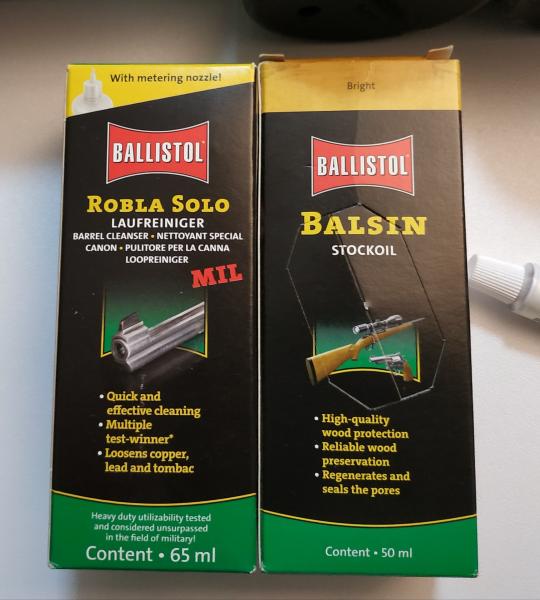 With metering nozzle!
BALLISTOL
ROBLA SOLO
LAUFREINIGER
BARREL CLEANSER • NETTOYANT SPECIAL
CANON • PULITORE PER LA CANNA
LOOPREINIGER
MIL
• Quick and
effective cleaning
• Multiple
test-winner*
• Loosens copper,
lead and tombac
Heavy duty utilizability tested
and considered unsurpassed
in the field of military!
Content • 65 ml
Bright
BALLISTOL
BALSIN
STOCKOIL
• High-quality
wood protection
• Reliable wood
preservation
• Regenerates and
seals the pores
Content • 50 ml